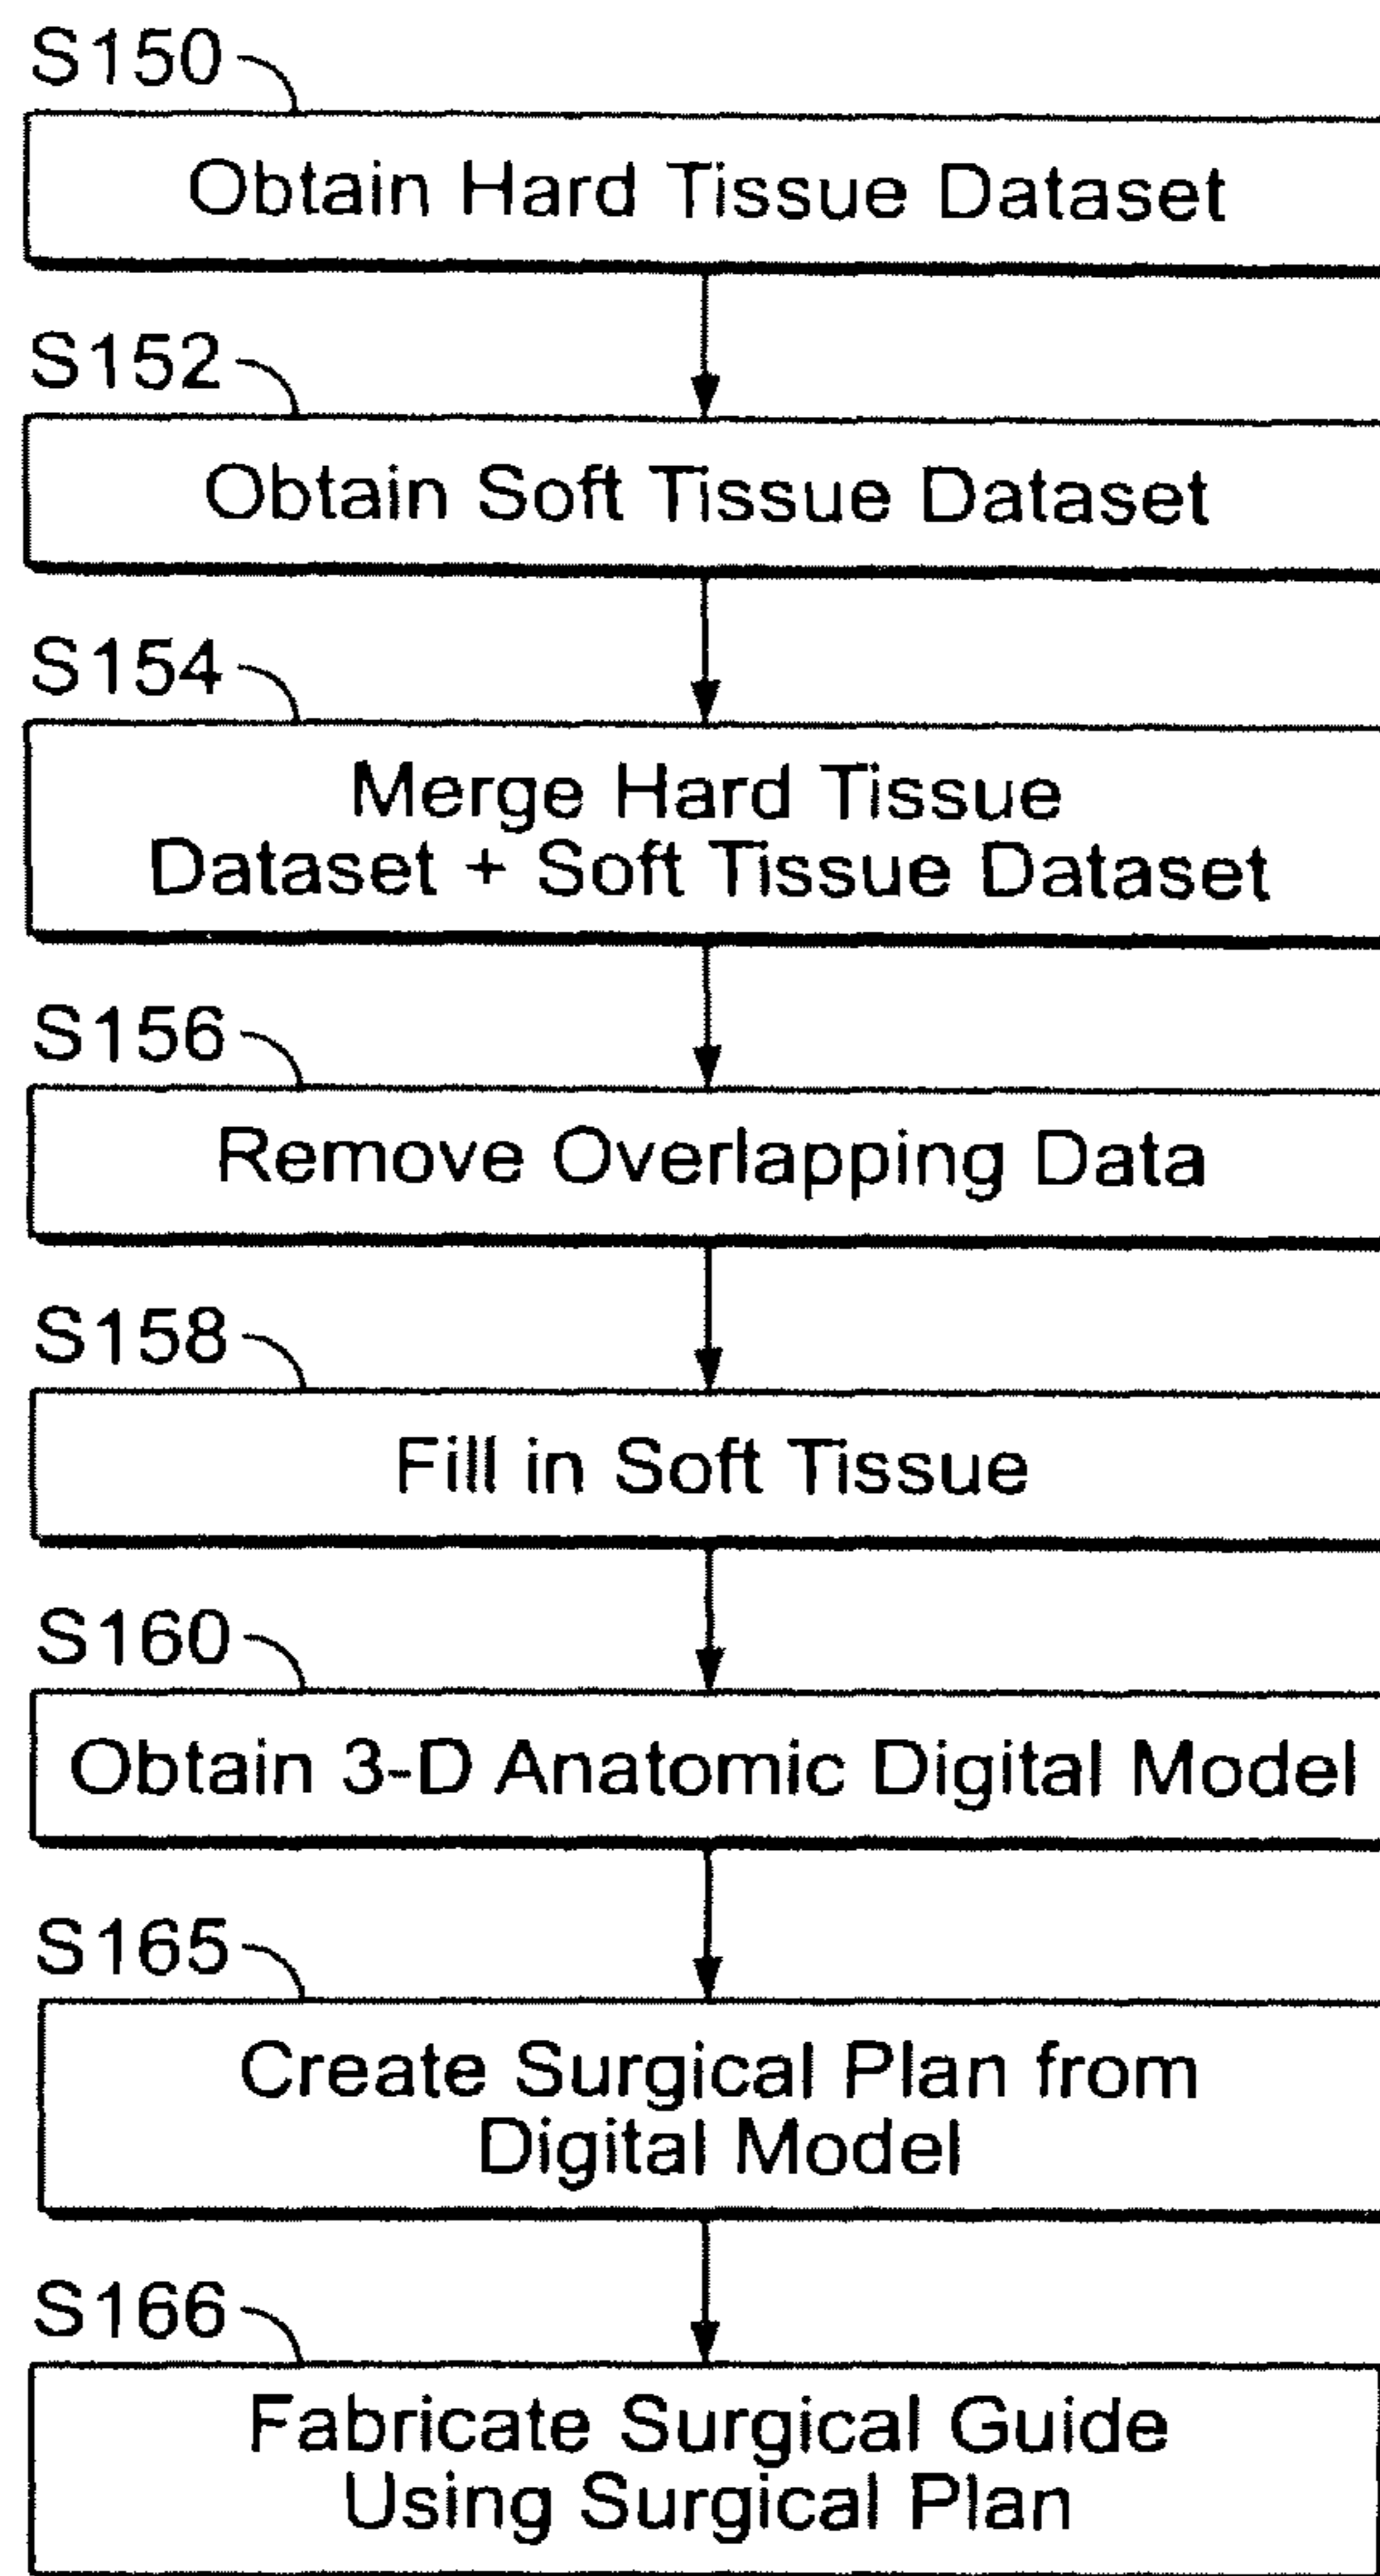 S150
Obtain Hard Tissue Dataset
S152
Obtain Soft Tissue Dataset
S154
Merge Hard Tissue
Dataset + Soft Tissue Dataset
S156
Remove Overlapping Data
S158
Fill in Soft Tissue
S160
Obtain 3-D Anatomic Digital Model
S165
Create Surgical Plan from
Digital Model
S166
Fabricate Surgical Guide
Using Surgical Plan